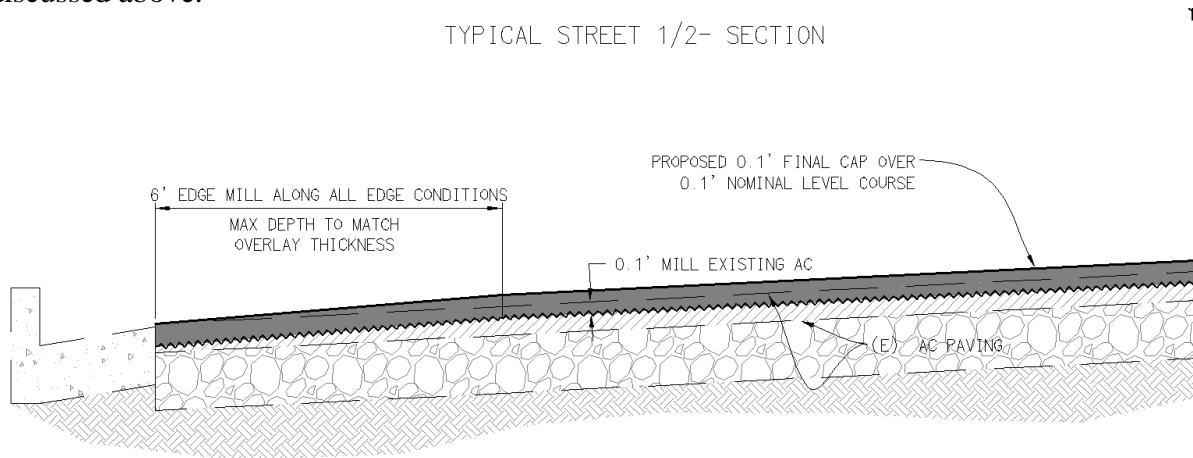 discussed above.
TYPICAL STREET 1/2- SECTION
PROPOSED 0.1' FINAL CAP OVER
0.1' NOMINAL LEVEL COURSE
6' EDGE MILL ALONG ALL EDGE CONDITIONS
MAX DEPTH TO MATCH
OVERLAY THICKNESS
0.1' MILL EXISTING AC
(E) AC PAVING